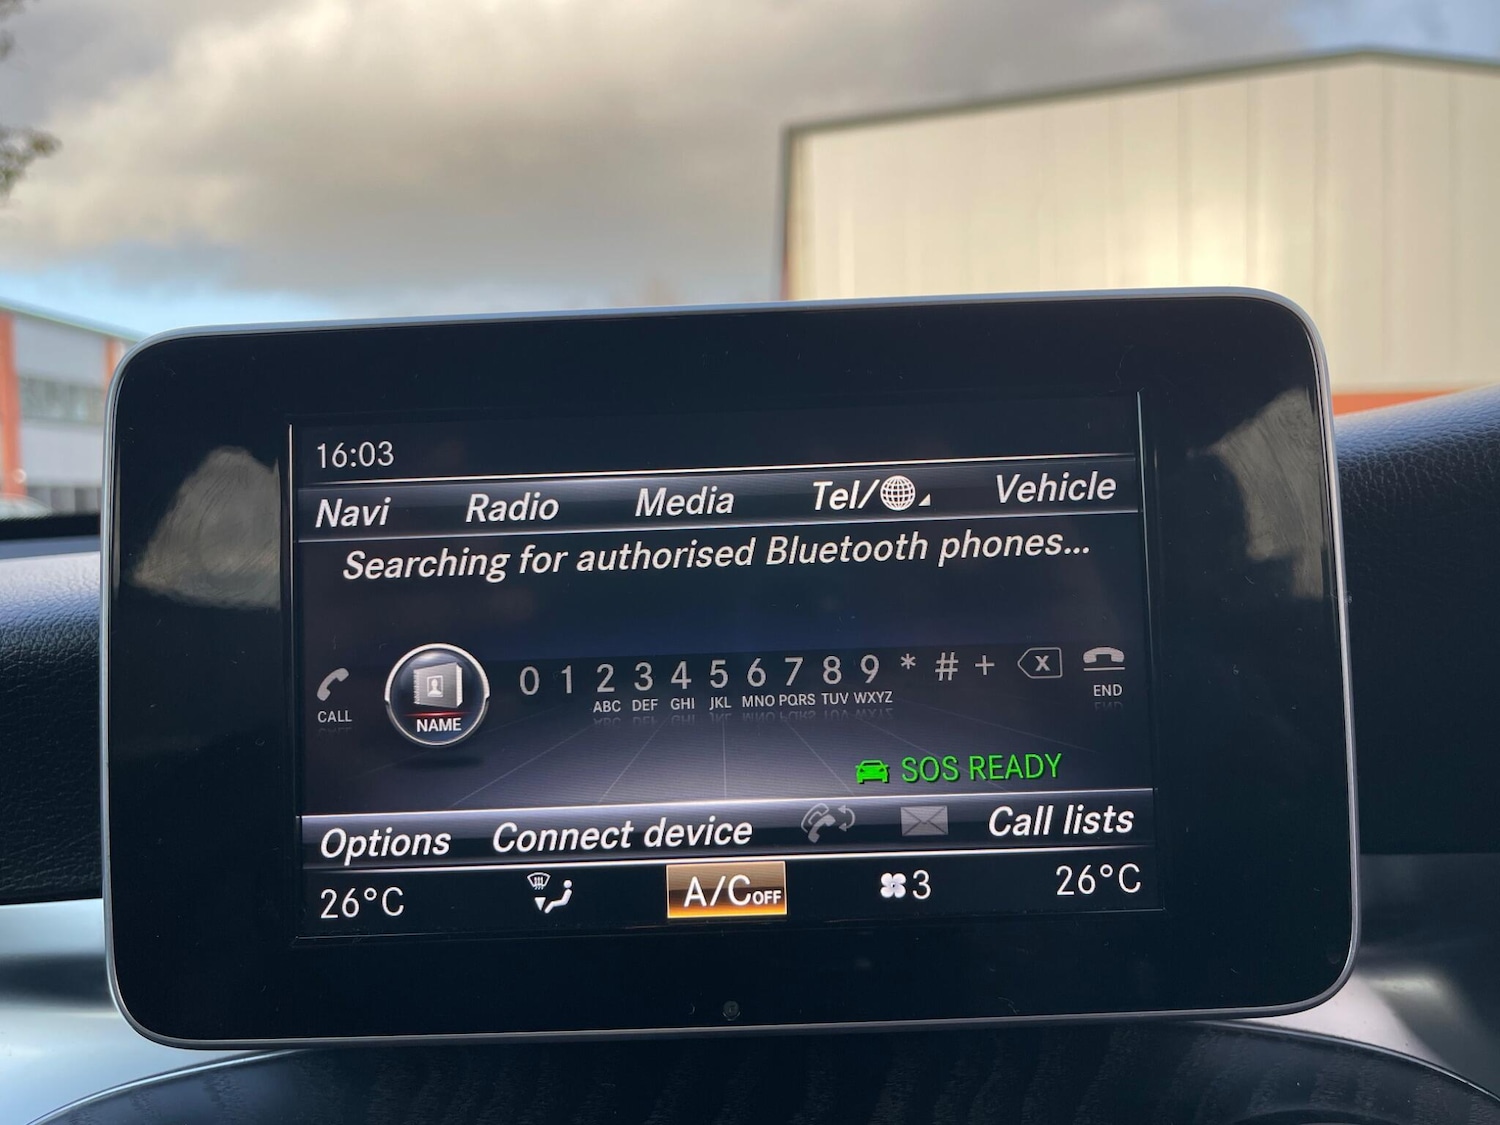 16:03
Navi Radio Media Tel/ Vehicle
Searching for authorised Bluetooth phones...
0 1 2 3 4 5 6 7 8 9 * # + X
CALL NAME ABC DEF GHI JKL MNO PQRS TUV WXYZ END
SOS READY
Options Connect device Call lists
26°C A/C OFF 3 26°C